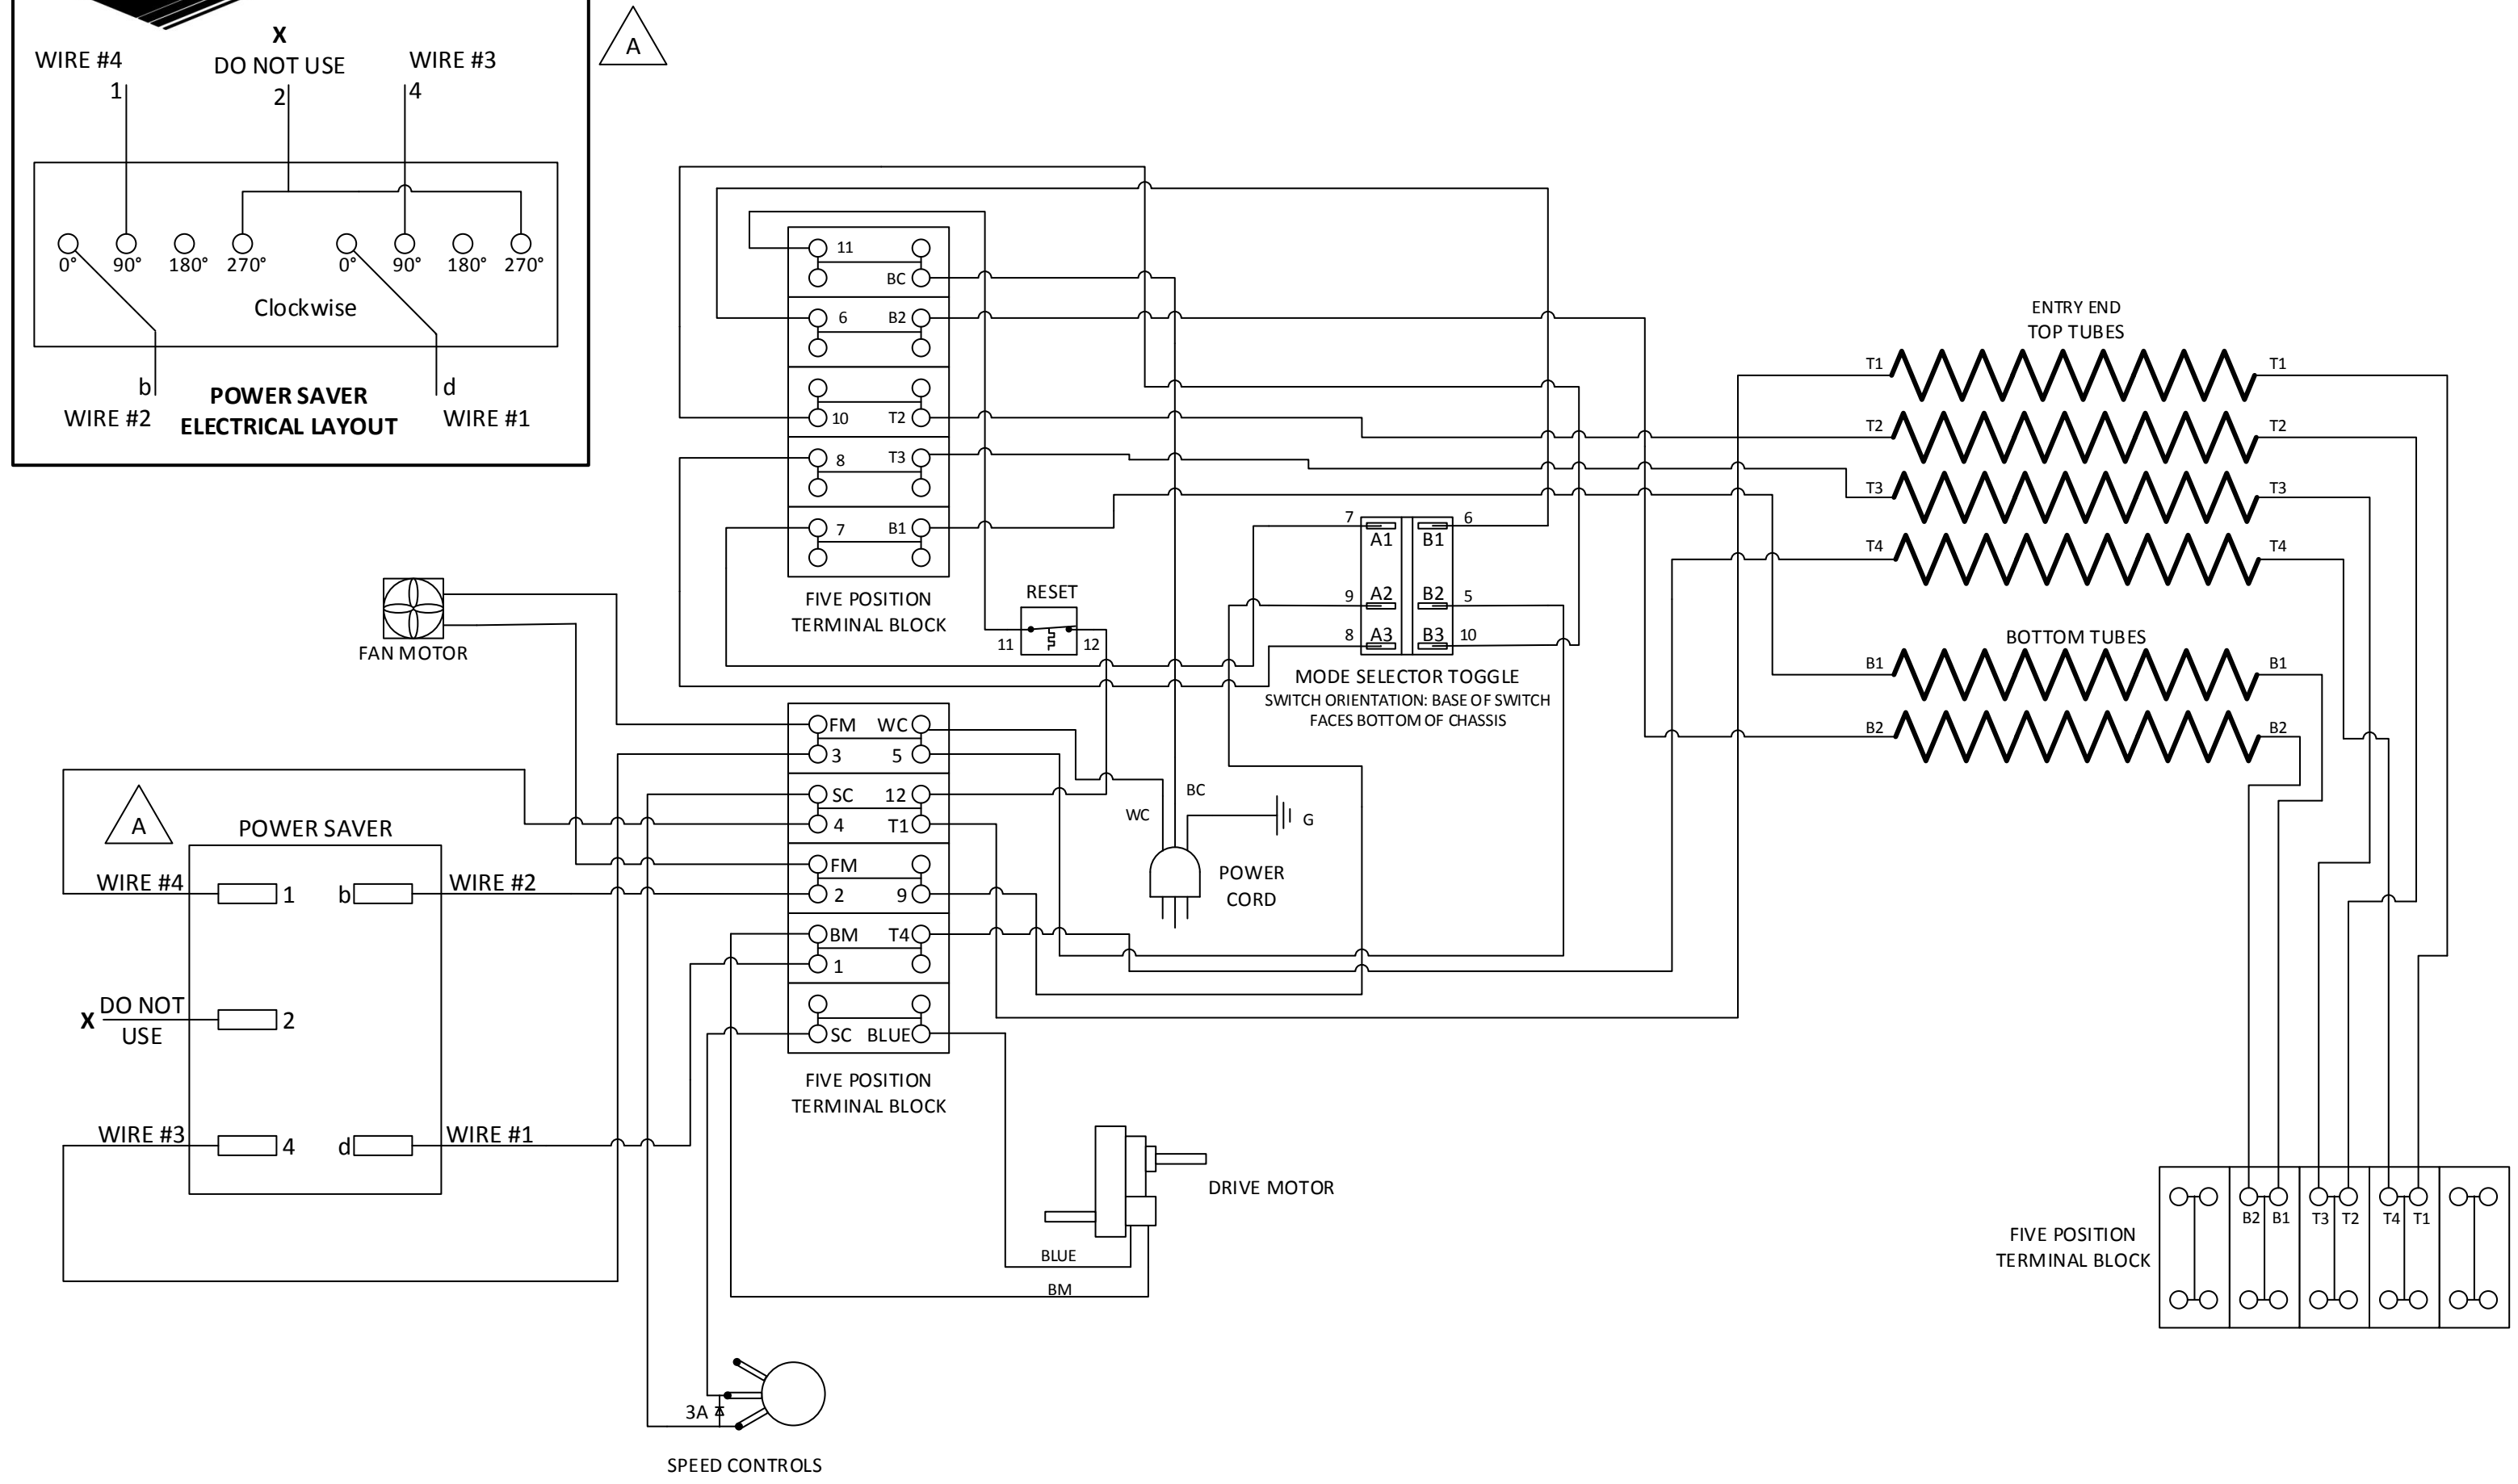 X
WIRE #4
DO NOT USE
WIRE #3
1
2
4
0°
90°
180°
270°
0°
90°
180°
270°
Clockwise
b
d
WIRE #2
POWER SAVER
ELECTRICAL LAYOUT
WIRE #1
A
11
BC
6
B2
10
T2
8
T3
7
B1
FIVE POSITION
TERMINAL BLOCK
FAN MOTOR
RESET
11
12
7
6
A1
B1
9
A2
B2
5
8
A3
B3
10
MODE SELECTOR TOGGLE
SWITCH ORIENTATION: BASE OF SWITCH
FACES BOTTOM OF CHASSIS
ENTRY END
TOP TUBES
T1
T1
T2
T2
T3
T3
T4
T4
BOTTOM TUBES
B1
B1
B2
B2
FM
WC
3
5
SC
12
4
T1
FM
2
9
BM
T4
1
SC
BLUE
FIVE POSITION
TERMINAL BLOCK
WC
BC
G
POWER
CORD
A
POWER SAVER
WIRE #4
1
b
WIRE #2
X
DO NOT
USE
2
WIRE #3
4
d
WIRE #1
DRIVE MOTOR
BLUE
BM
3A
SPEED CONTROLS
B2
B1
T3
T2
T4
T1
FIVE POSITION
TERMINAL BLOCK